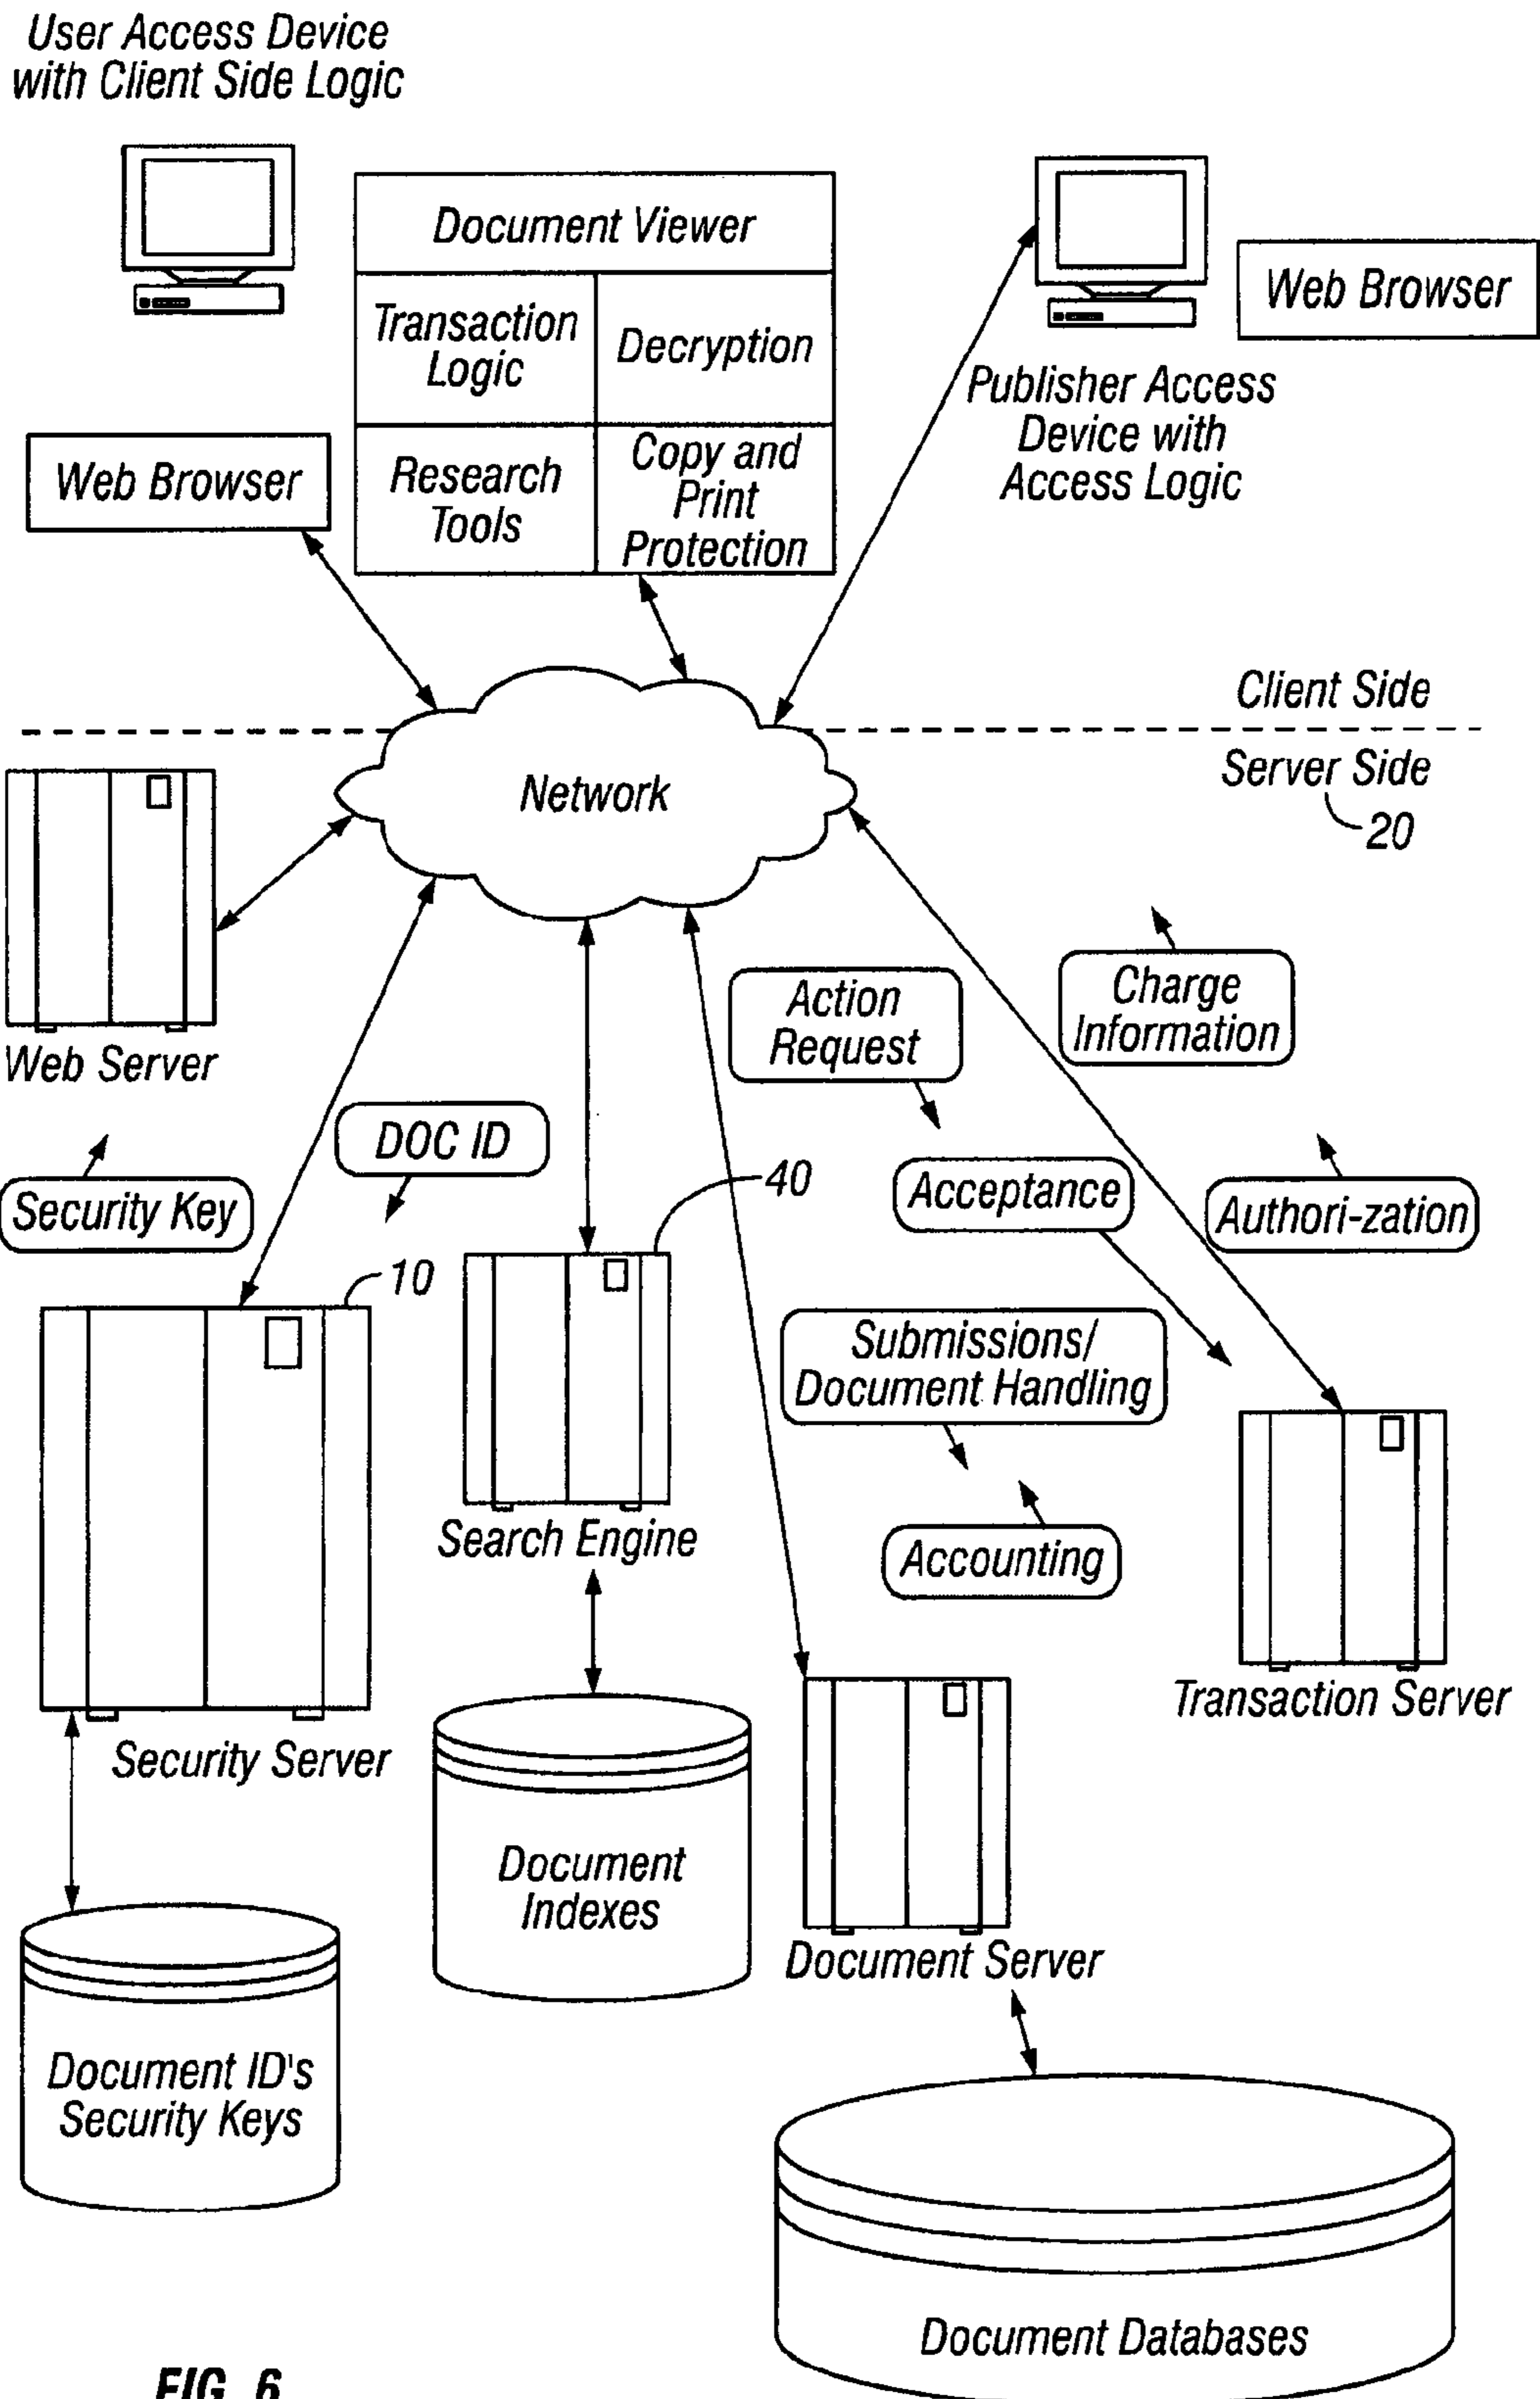 User Access Device
with Client Side Logic
Document Viewer
Transaction
Logic
Decryption
Research
Tools
Copy and
Print
Protection
Web Browser
Web Browser
Publisher Access
Device with
Access Logic
Client Side
Server Side
20
Network
Web Server
Action
Request
Charge
Information
DOC ID
Security Key
40
Acceptance
Authori-zation
10
Submissions/
Document Handling
Search Engine
Accounting
Transaction Server
Security Server
Document
Indexes
Document Server
Document ID's
Security Keys
Document Databases
FIG. 6